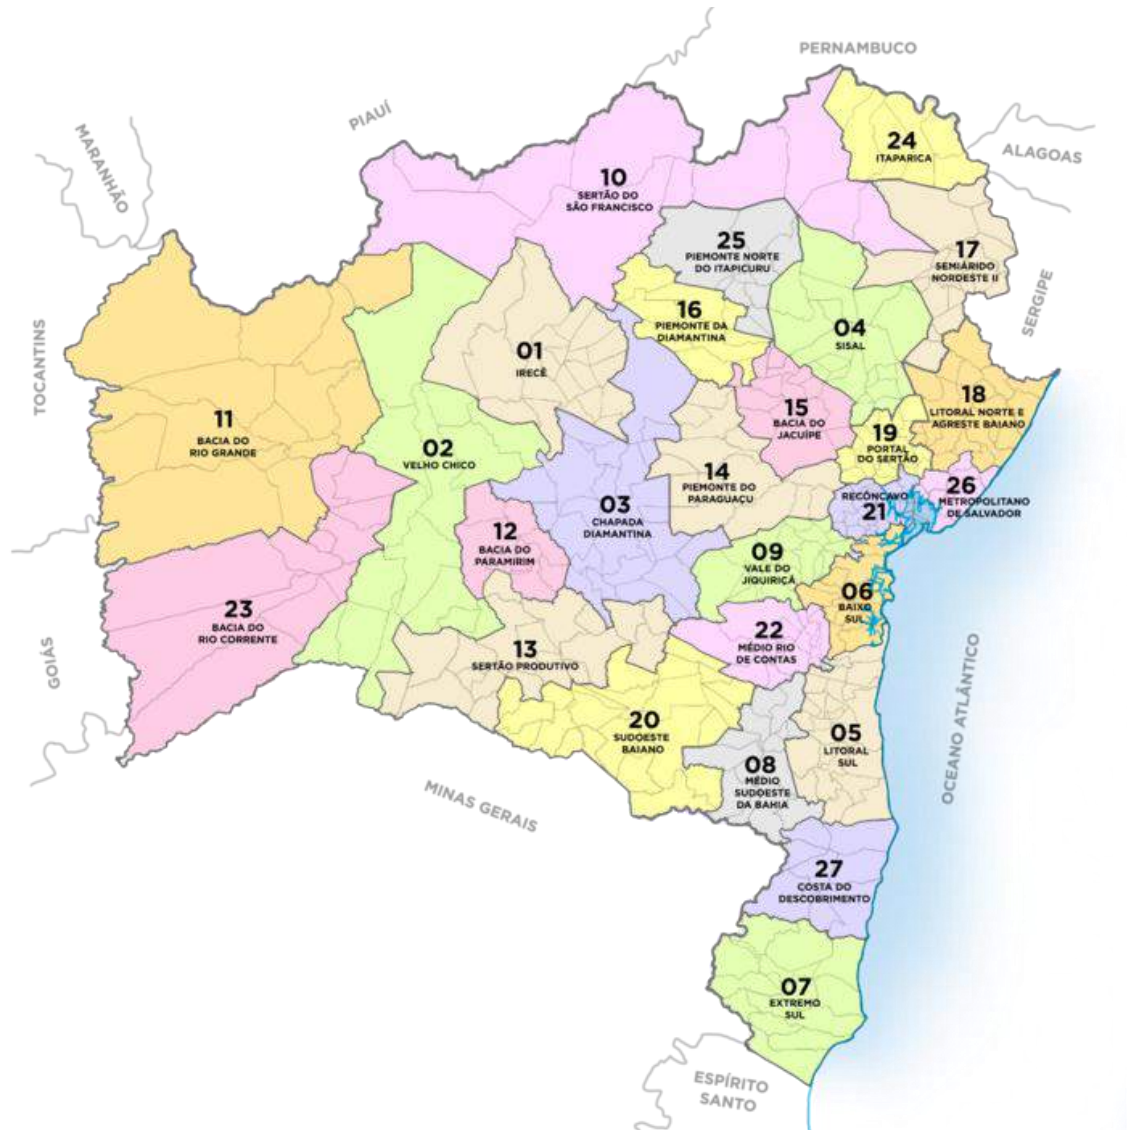 PERNAMBUCO
PIAUÍ
MARANHÃO
ALAGOAS
24
ITAPARICA
10
SERTÃO DO
SÃO FRANCISCO
25
PIEMONTE NORTE
DO ITAPICURU
17
SEMIÁRIDO
NORDESTE II
SERGIPE
16
PIEMONTE DA
DIAMANTINA
04
SISAL
TOCANTINS
01
IRECÊ
11
BACIA DO
RIO GRANDE
02
VELHO CHICO
15
BACIA DO
JACUÍPE
18
LITORAL NORTE E
AGRESTE BAIANO
19
PORTAL
DO SERTÃO
14
PIEMONTE DO
PARAGUAÇU
03
CHAPADA
DIAMANTINA
RECÔNCAVO
21
26
METROPOLITANO
DE SALVADOR
12
BACIA DO
PARAMIRIM
09
VALE DO
JIQUIRIÇÁ
06
BAIXO
SUL
23
BACIA DO
RIO CORRENTE
GOIÁS
22
MÉDIO RIO
DE CONTAS
13
SERTÃO PRODUTIVO
20
SUDOESTE
BAIANO
05
LITORAL
SUL
08
MÉDIO
SUDOESTE
DA BAHIA
OCEANO ATLÂNTICO
MINAS GERAIS
27
COSTA DO
DESCOBRIMENTO
07
EXTREMO
SUL
ESPÍRITO
SANTO